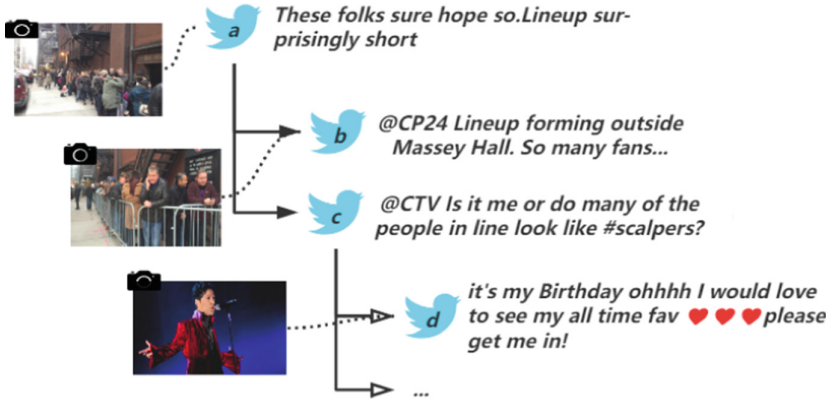 a
These folks sure hope so.Lineup sur-
prisingly short
b
@CP24 Lineup forming outside
Massey Hall. So many fans...
c
@CTV Is it me or do many of the
people in line look like #scalpers?
d
it's my Birthday ohhhh I would love
to see my all time fav ♥ ♥ ♥ please
get me in!
...